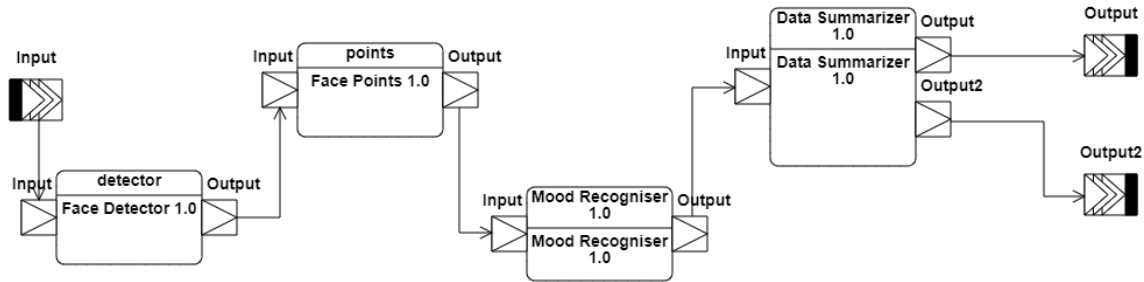 Input
Input
detector
Face Detector 1.0
Output
Input
points
Face Points 1.0
Output
Input
Mood Recogniser
1.0
Mood Recogniser
1.0
Output
Input
Data Summarizer
1.0
Data Summarizer
1.0
Output
Output2
Output
Output2